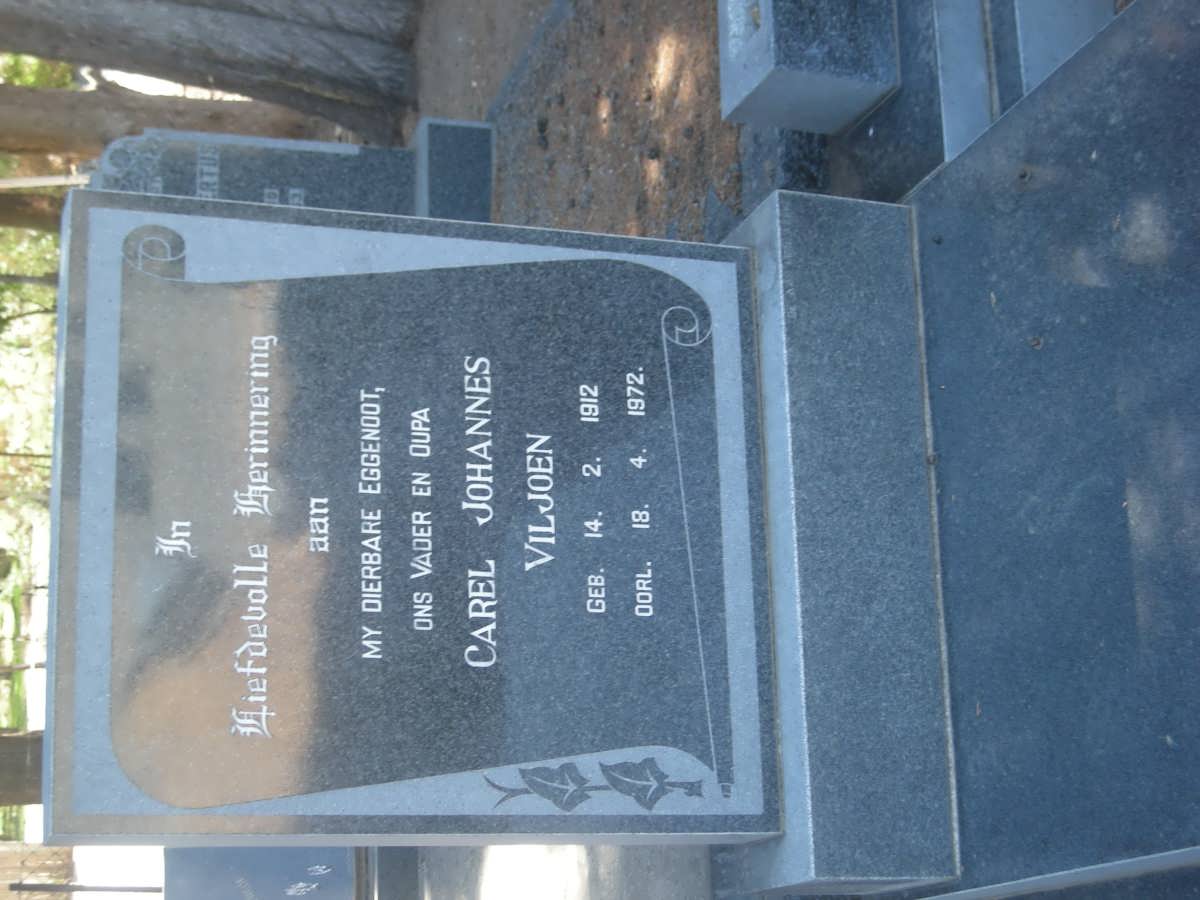 In
Liefdevolle Herinnering
aan
MY DIERBARE EGGENOOT,
ONS VADER EN OUPA
CAREL JOHANNES
VILJOEN
GEB. 14. 2. 1912
OORL. 18. 4. 1972.